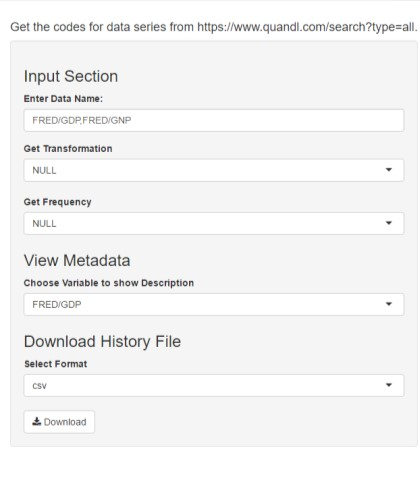 Get the codes for data series from https://www.quandl.com/search?type=all.
Input Section
Enter Data Name:
FRED/GDP,FRED/GNP
Get Transformation
NULL
Get Frequency
NULL
View Metadata
Choose Variable to show Description
FRED/GDP
Download History File
Select Format
csv
Download